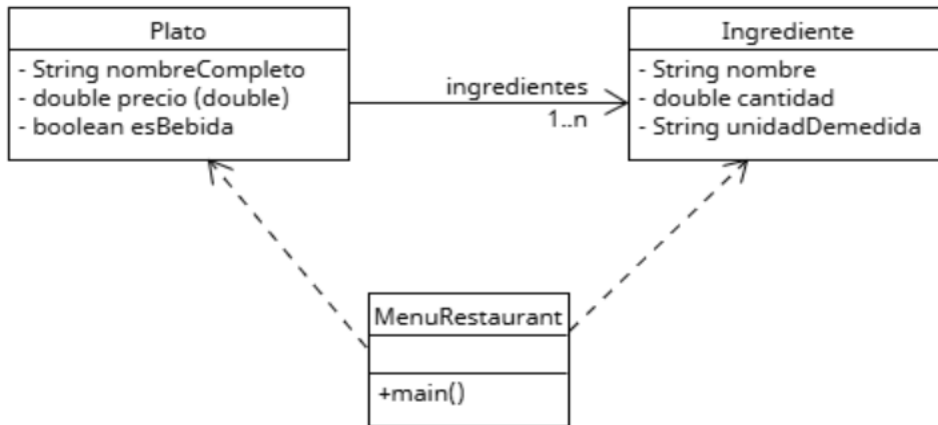 Plato
- String nombreCompleto
- double precio (double)
- boolean esBebida
ingredientes
1..n
Ingrediente
- String nombre
- double cantidad
- String unidadDemedida
MenuRestaurant
+main()